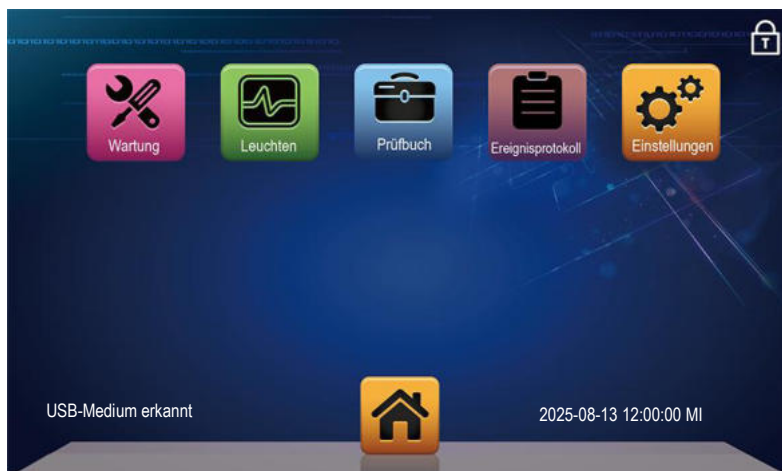 T
Wartung
Leuchten
Prüfbuch
Ereignisprotokoll
Einstellungen
USB-Medium erkannt
2025-08-13 12:00:00 MI